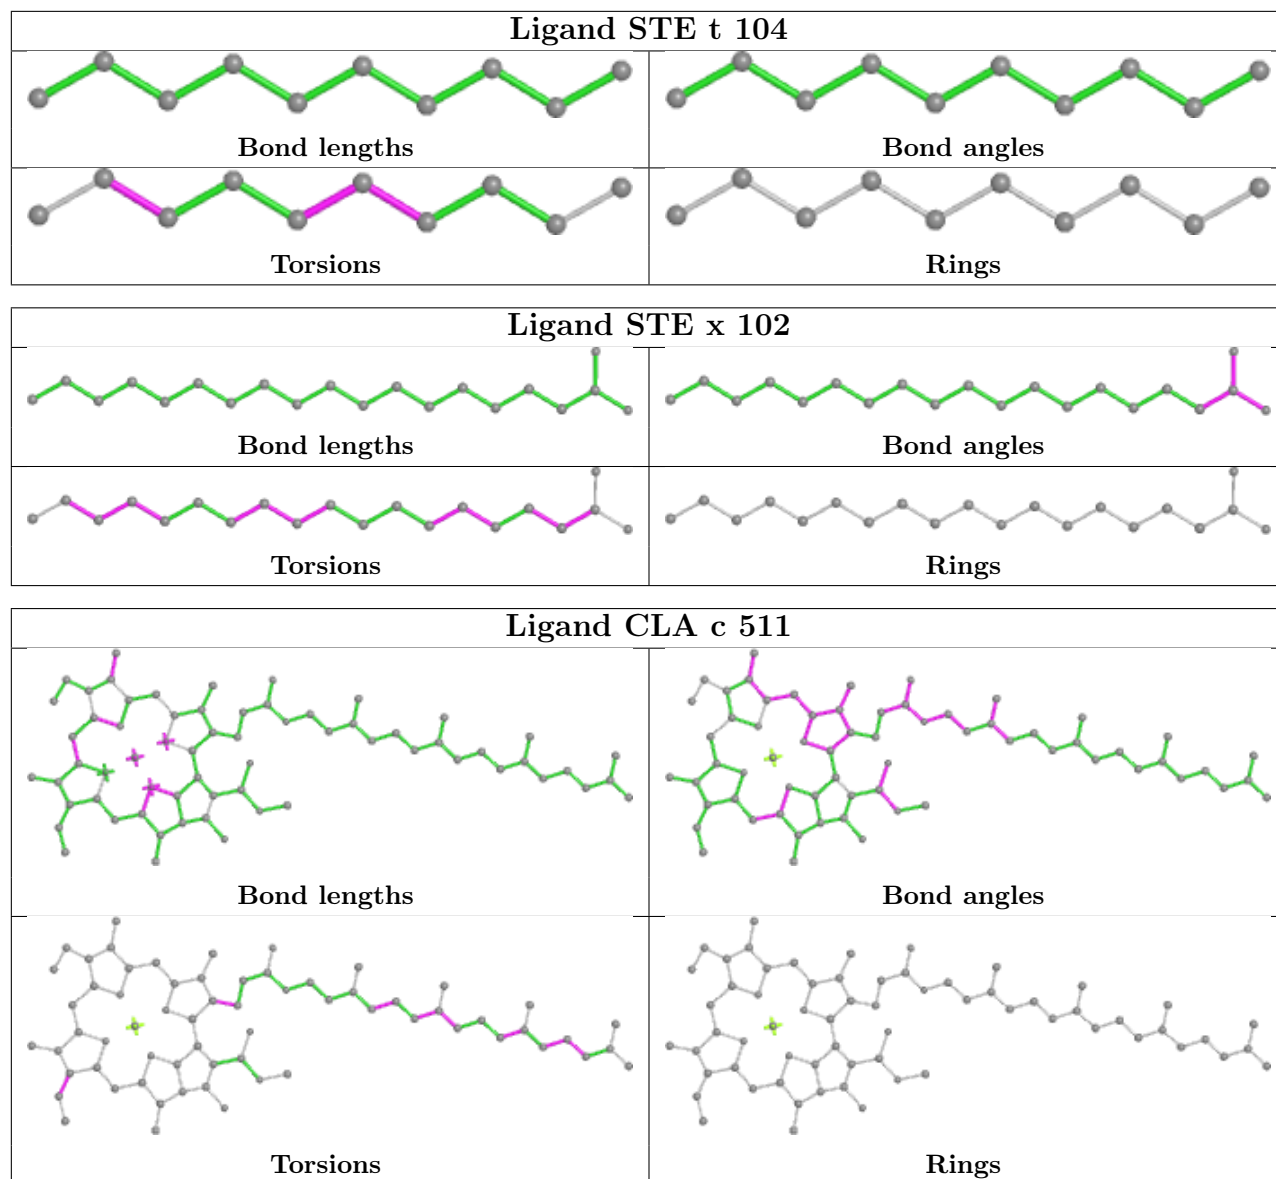 Ligand STE t 104
Bond lengths
Bond angles
Torsions
Rings
Ligand STE x 102
Bond lengths
Bond angles
Torsions
Rings
Ligand CLA c 511
Bond lengths
Bond angles
Torsions
Rings